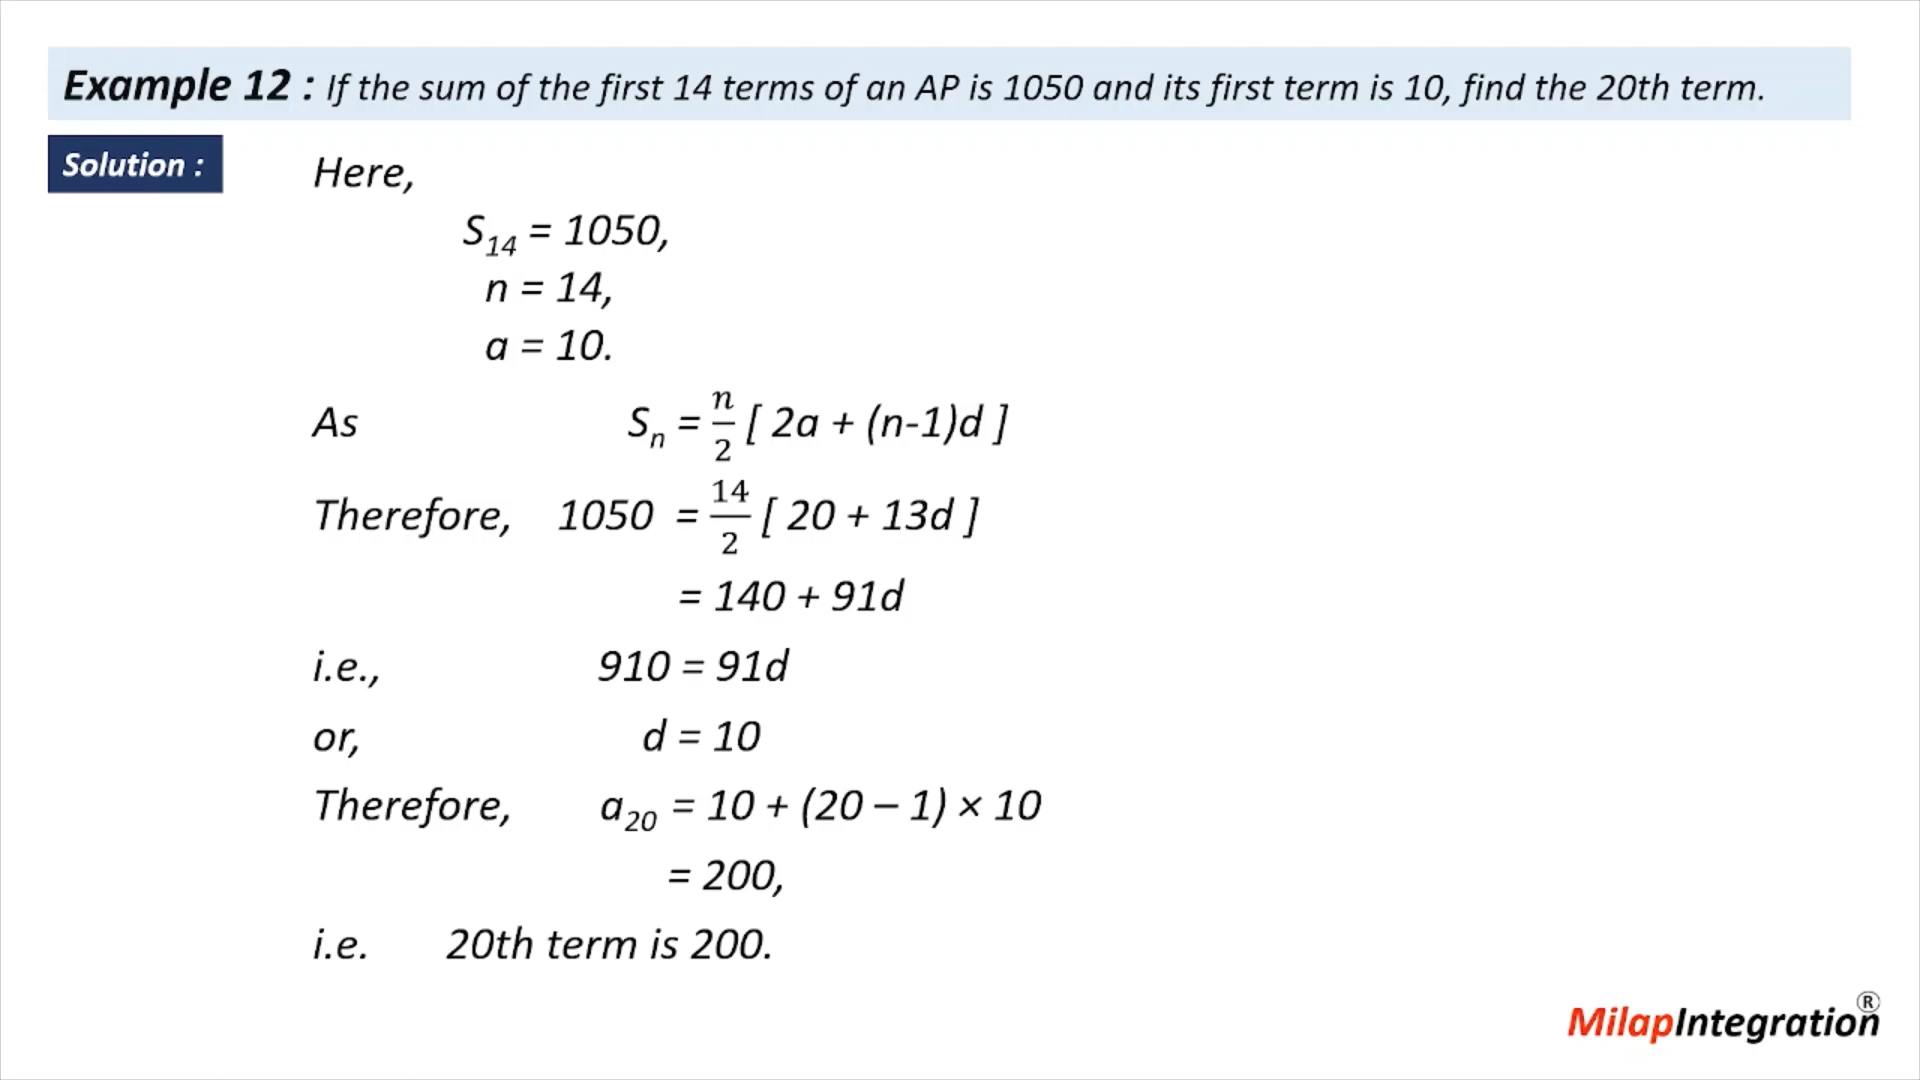 Example 12 : If the sum of the first 14 terms of an AP is 1050 and its first term is 10, find the 20th term.
Solution :
Here,
S₁₄ = 1050,
n = 14,
a = 10.
As Sₙ = n/2 [ 2a + (n-1)d ]
Therefore, 1050 = 14/2 [ 20 + 13d ]
= 140 + 91d
i.e., 910 = 91d
or, d = 10
Therefore, a₂₀ = 10 + (20 – 1) × 10
= 200,
i.e. 20th term is 200.
MilapIntegration®